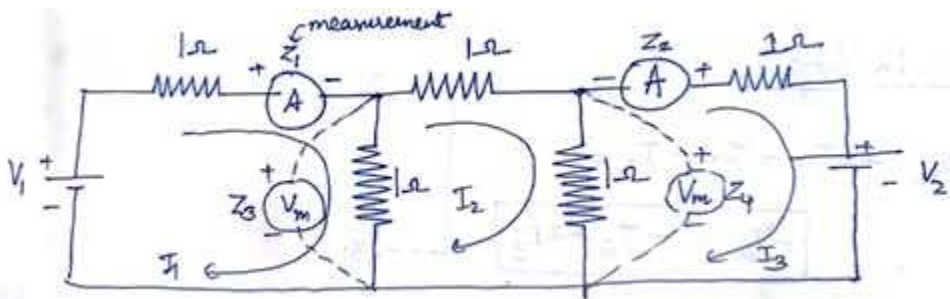 measurement
1Ω Z1 1Ω Z2 1Ω
+ A - - A +
V1 + - Z3 + Vm - 1Ω I2 1Ω + Vm - Z4 + - V2
I1 I3